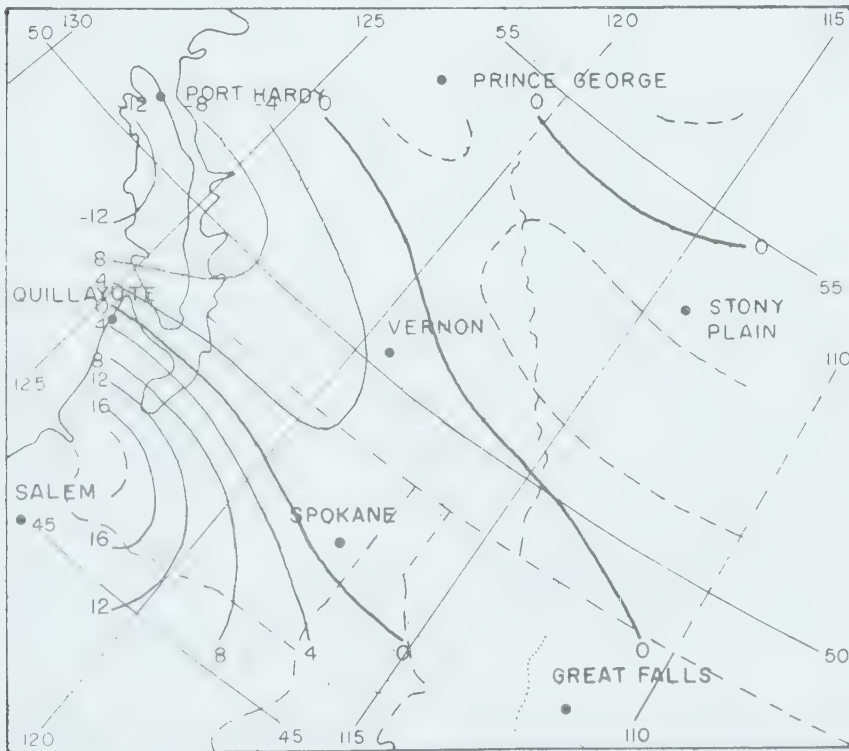 50 130 125 55 120 115
PORT HARDY
PRINCE GEORGE
-12 -8 -4 0 0
-12
8
4
0
QUILLAYUTE
4
8
12
16
125
VERNON
STONY
PLAIN
0
55
110
SALEM
45
16
12
SPOKANE
8 4 0 0
50
GREAT FALLS
120 45 115 110